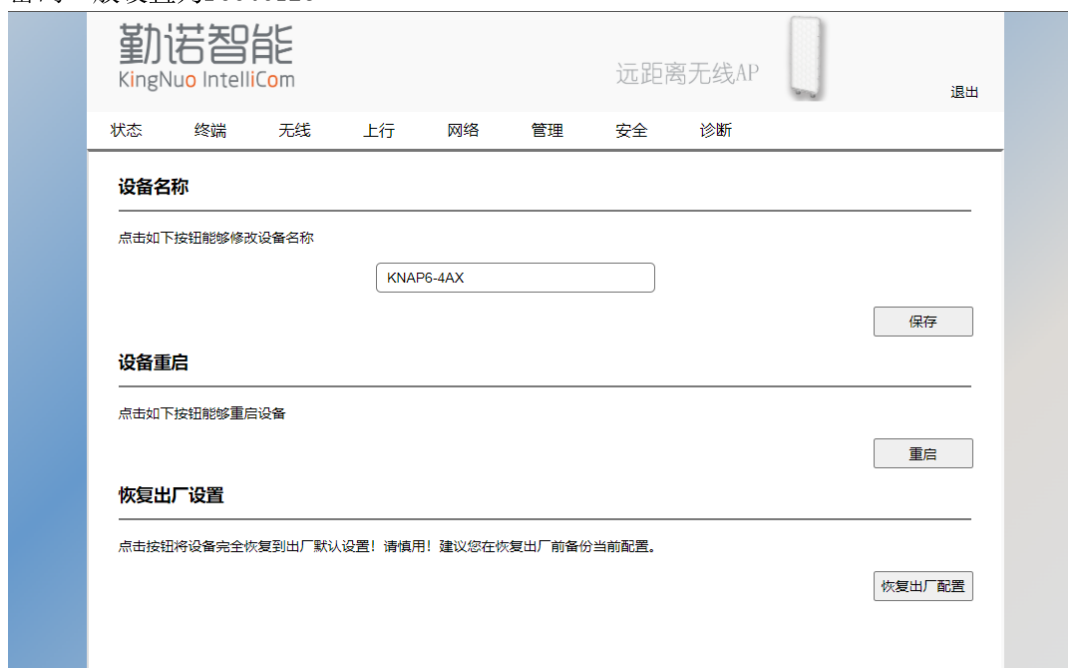 勤诺智能
KingNuo IntelliCom
远距离无线AP
退出
状态 终端 无线 上行 网络 管理 安全 诊断
设备名称
点击如下按钮能够修改设备名称
KNAP6-4AX
保存
设备重启
点击如下按钮能够重启设备
重启
恢复出厂设置
点击按钮将设备完全恢复到出厂默认设置！请慎用！建议您在恢复出厂前备份当前配置。
恢复出厂配置